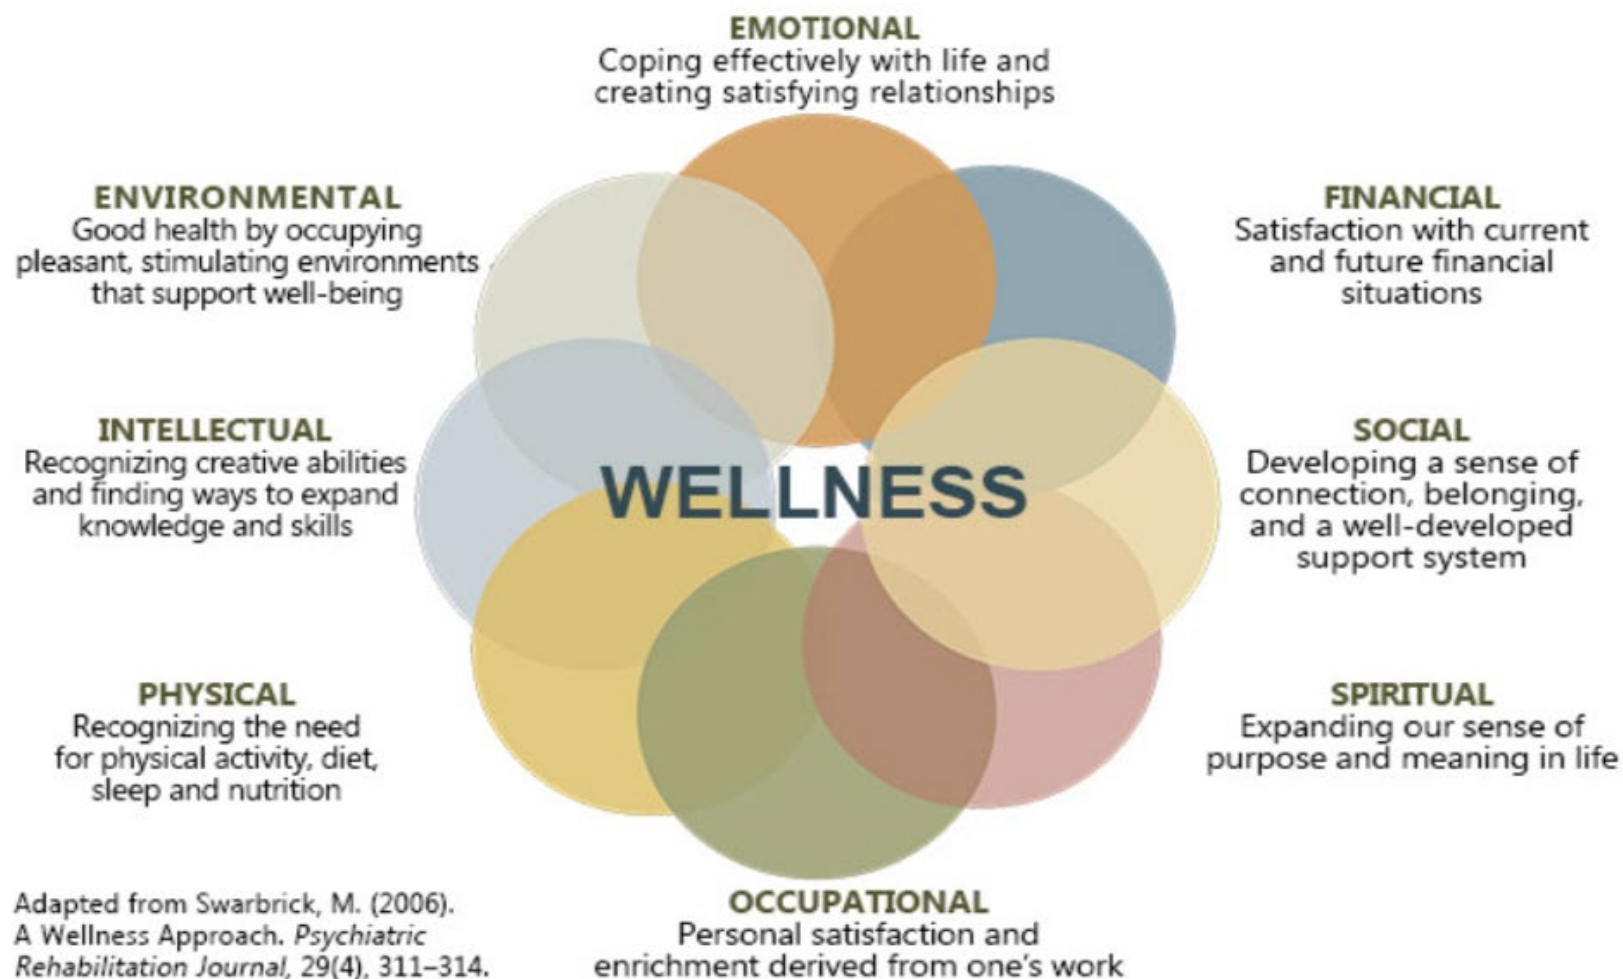 EMOTIONAL
Coping effectively with life and
creating satisfying relationships
ENVIRONMENTAL
Good health by occupying
pleasant, stimulating environments
that support well-being
FINANCIAL
Satisfaction with current
and future financial
situations
INTELLECTUAL
Recognizing creative abilities
and finding ways to expand
knowledge and skills
WELLNESS
SOCIAL
Developing a sense of
connection, belonging,
and a well-developed
support system
PHYSICAL
Recognizing the need
for physical activity, diet,
sleep and nutrition
SPIRITUAL
Expanding our sense of
purpose and meaning in life
Adapted from Swarbrick, M. (2006).
A Wellness Approach. Psychiatric
Rehabilitation Journal, 29(4), 311–314.
OCCUPATIONAL
Personal satisfaction and
enrichment derived from one's work